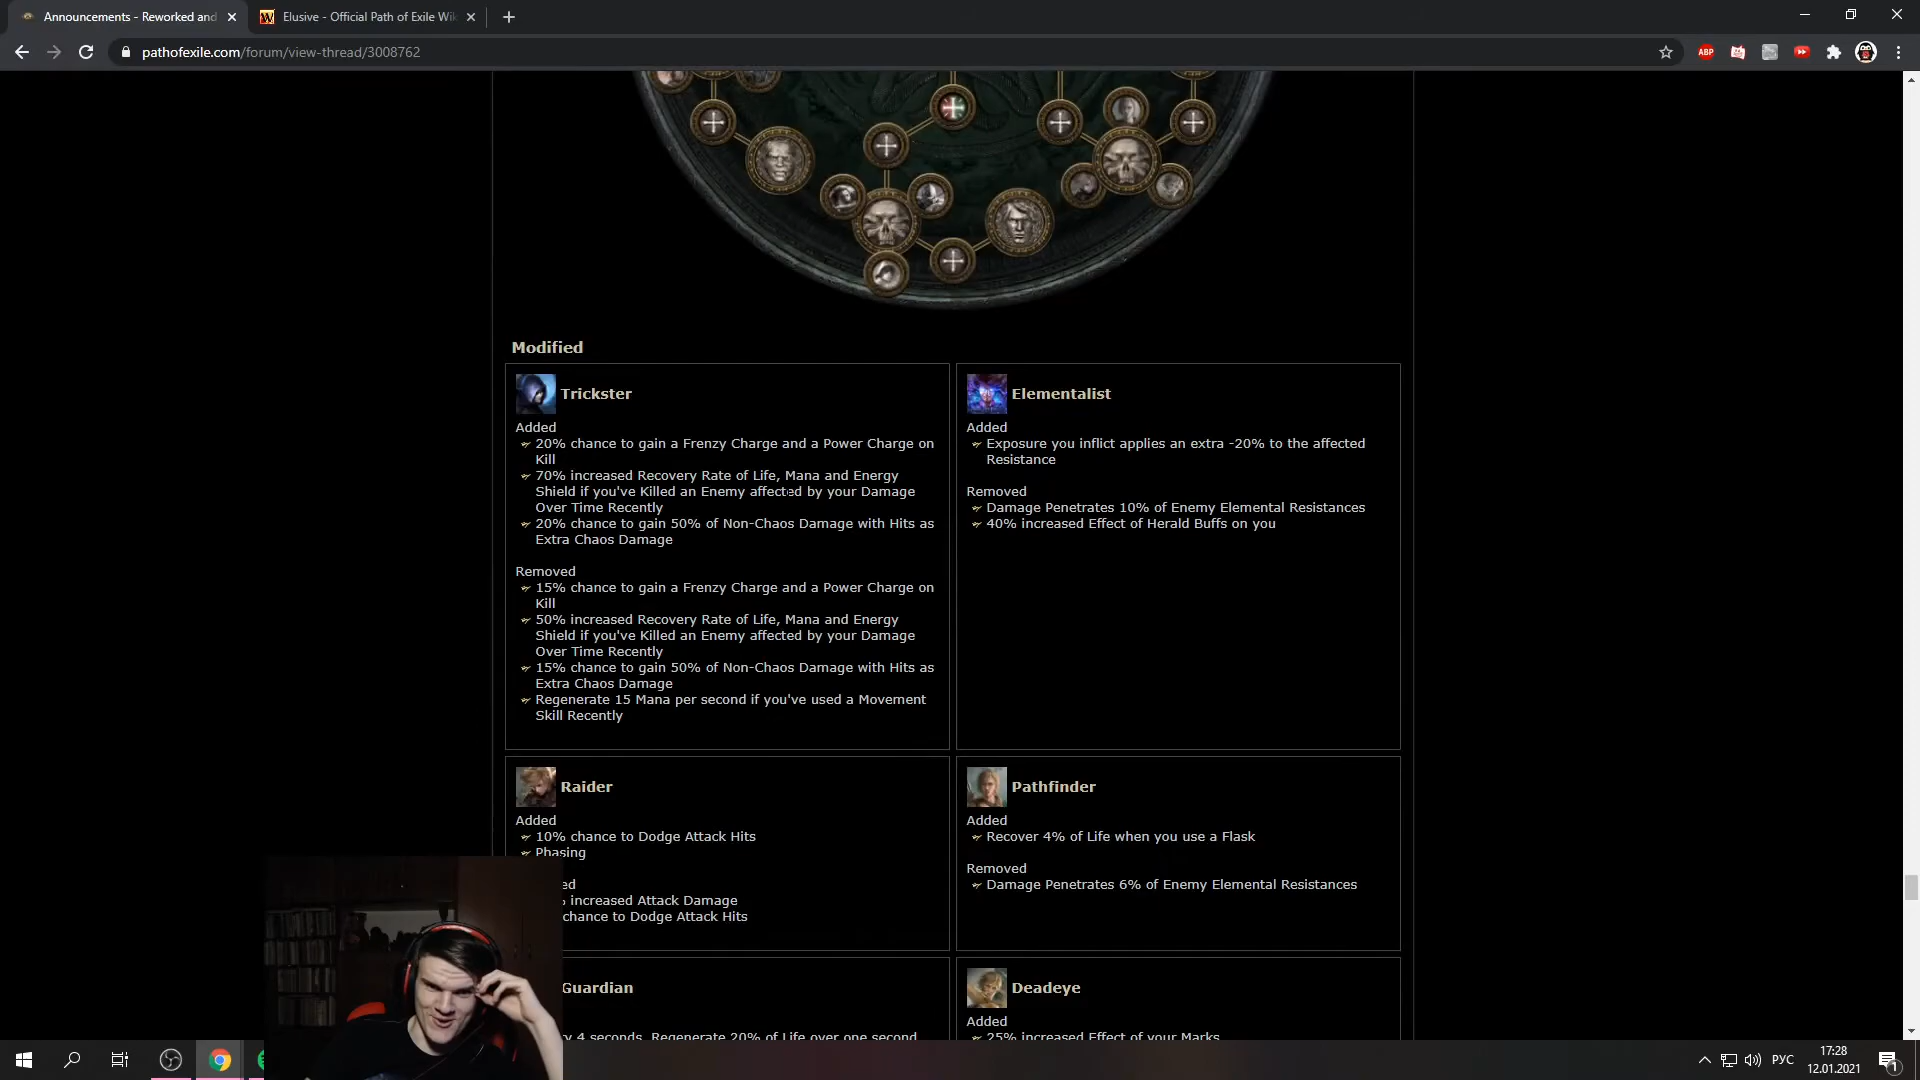 Announcements - Reworked and
Elusive - Official Path of Exile Wik
pathofexile.com/forum/view-thread/3008762
ABP
Modified
Trickster
Added
20% chance to gain a Frenzy Charge and a Power Charge on
Kill
70% increased Recovery Rate of Life, Mana and Energy
Shield if you've Killed an Enemy affected by your Damage
Over Time Recently
20% chance to gain 50% of Non-Chaos Damage with Hits as
Extra Chaos Damage
Removed
15% chance to gain a Frenzy Charge and a Power Charge on
Kill
50% increased Recovery Rate of Life, Mana and Energy
Shield if you've Killed an Enemy affected by your Damage
Over Time Recently
15% chance to gain 50% of Non-Chaos Damage with Hits as
Extra Chaos Damage
Regenerate 15 Mana per second if you've used a Movement
Skill Recently
Elementalist
Added
Exposure you inflict applies an extra -20% to the affected
Resistance
Removed
Damage Penetrates 10% of Enemy Elemental Resistances
40% increased Effect of Herald Buffs on you
Raider
Added
10% chance to Dodge Attack Hits
Phasing
ed
increased Attack Damage
chance to Dodge Attack Hits
Pathfinder
Added
Recover 4% of Life when you use a Flask
Removed
Damage Penetrates 6% of Enemy Elemental Resistances
Guardian
y 4 seconds, Regenerate 20% of Life over one second
Deadeye
Added
25% increased Effect of your Marks
РУС
17:28
12.01.2021
1